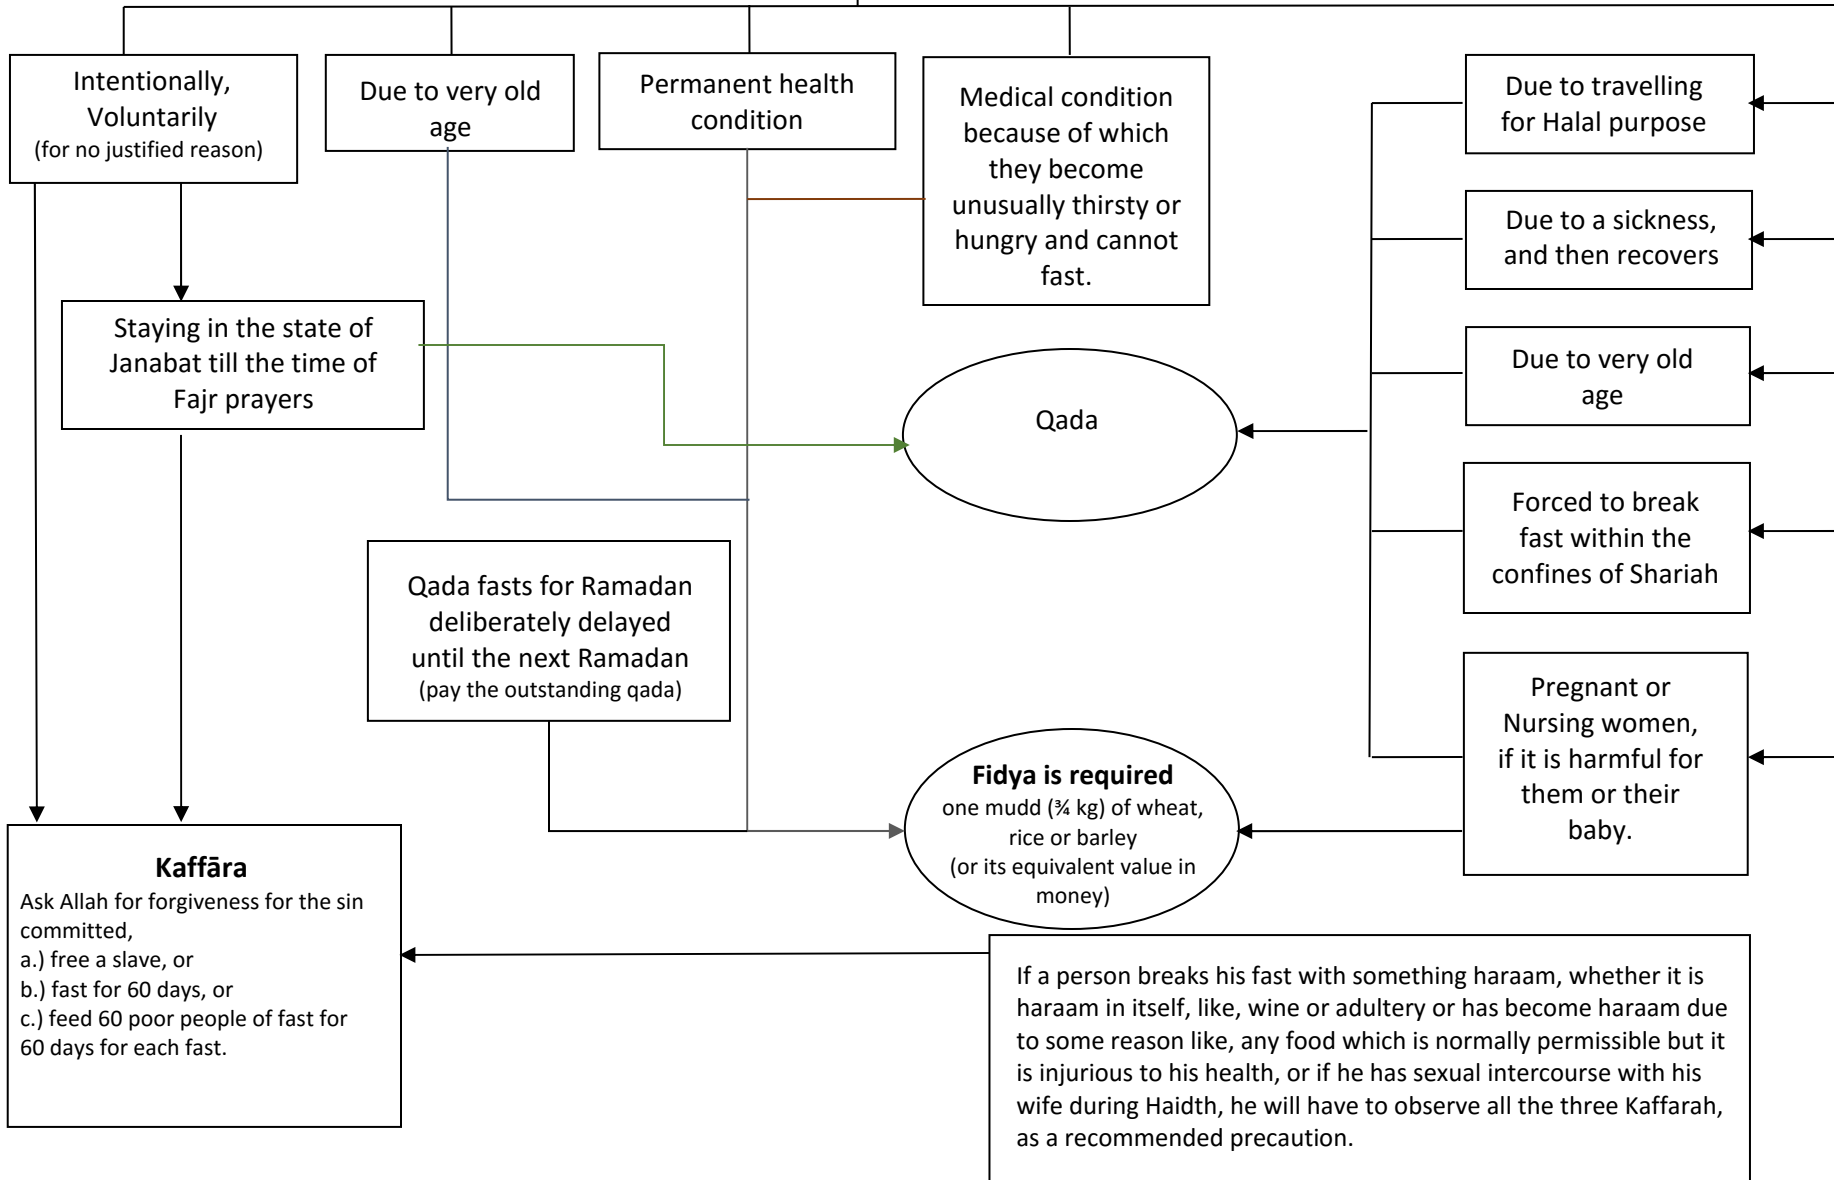 Intentionally,
Voluntarily
(for no justified reason)
Due to very old
age
Permanent health
condition
Medical condition
because of which
they become
unusually thirsty or
hungry and cannot
fast.
Due to travelling
for Halal purpose
Due to a sickness,
and then recovers
Staying in the state of
Janabat till the time of
Fajr prayers
Qada
Due to very old
age
Forced to break
fast within the
confines of Shariah
Qada fasts for Ramadan
deliberately delayed
until the next Ramadan
(pay the outstanding qada)
Pregnant or
Nursing women,
if it is harmful for
them or their
baby.
Fidya is required
one mudd (¾ kg) of wheat,
rice or barley
(or its equivalent value in
money)
Kaffāra
Ask Allah for forgiveness for the sin
committed,
a.) free a slave, or
b.) fast for 60 days, or
c.) feed 60 poor people of fast for
60 days for each fast.
If a person breaks his fast with something haraam, whether it is
haraam in itself, like, wine or adultery or has become haraam due
to some reason like, any food which is normally permissible but it
is injurious to his health, or if he has sexual intercourse with his
wife during Haidth, he will have to observe all the three Kaffarah,
as a recommended precaution.